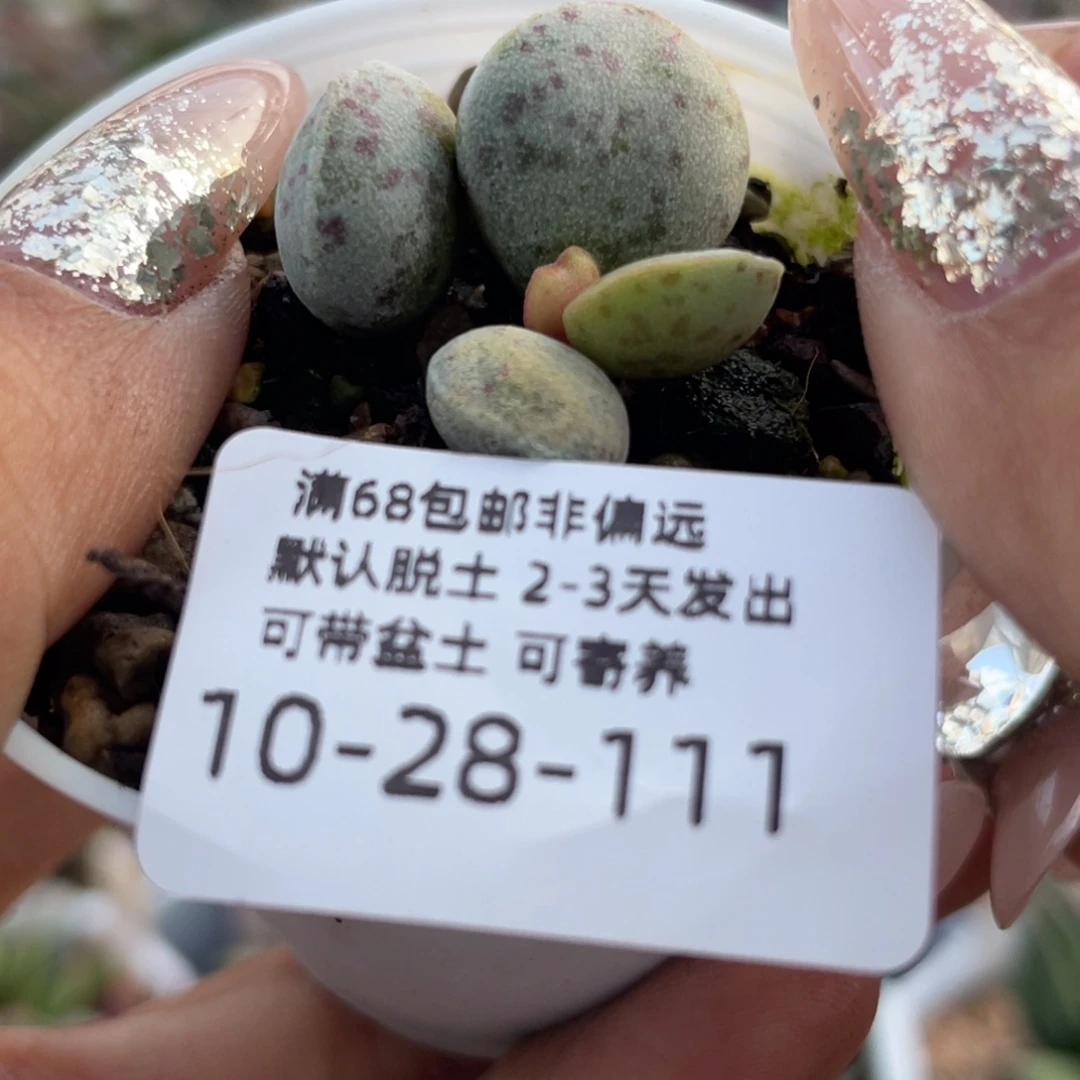 满68包邮非偏远
默认脱土 2-3天发出
可带盆土 可寄养
10-28-111